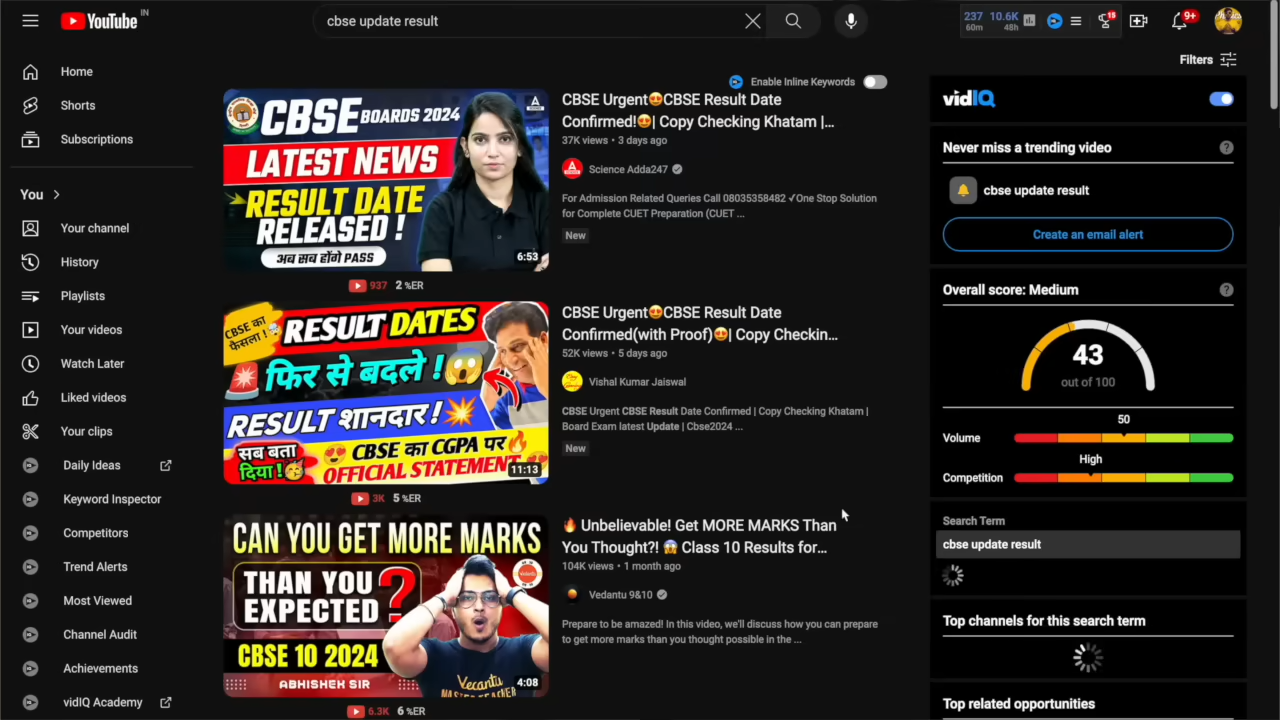 YouTube IN
cbse update result
237 10.6K
60m 48h
15
9+
Home
Shorts
Subscriptions
You
Your channel
History
Playlists
Your videos
Watch Later
Liked videos
Your clips
Daily Ideas
Keyword Inspector
Competitors
Trend Alerts
Most Viewed
Channel Audit
Achievements
vidIQ Academy
Filters
Enable Inline Keywords
CBSE BOARDS 2024
LATEST NEWS
RESULT DATE
RELEASED !
अब सब होंगे PASS
6:53
937 2 %ER
CBSE Urgent😍CBSE Result Date
Confirmed!😍| Copy Checking Khatam |...
37K views • 3 days ago
Science Adda247
For Admission Related Queries Call 08035358482 ✓One Stop Solution
for Complete CUET Preparation (CUET ...
New
CBSE का
फैसला !
RESULT DATES
फिर से बदले !
RESULT शानदार !
सब बता
दिया !
CBSE का CGPA पर
OFFICIAL STATEMENT
11:13
3K 5 %ER
CBSE Urgent😍CBSE Result Date
Confirmed(with Proof)😍| Copy Checkin...
52K views • 5 days ago
Vishal Kumar Jaiswal
CBSE Urgent CBSE Result Date Confirmed | Copy Checking Khatam |
Board Exam latest Update | Cbse2024 ...
New
CAN YOU GET MORE MARKS
THAN YOU
EXPECTED ?
CBSE 10 2024
ABHISHEK SIR
Vedantu
MASTER TEACHER
4:08
6.3K 6 %ER
🔥 Unbelievable! Get MORE MARKS Than
You Thought?! 😱 Class 10 Results for...
104K views • 1 month ago
Vedantu 9&10
Prepare to be amazed! In this video, we'll discuss how you can prepare
to get more marks than you thought possible in the ...
vidIQ
Never miss a trending video
cbse update result
Create an email alert
Overall score: Medium
43
out of 100
50
Volume
High
Competition
Search Term
cbse update result
Top channels for this search term
Top related opportunities